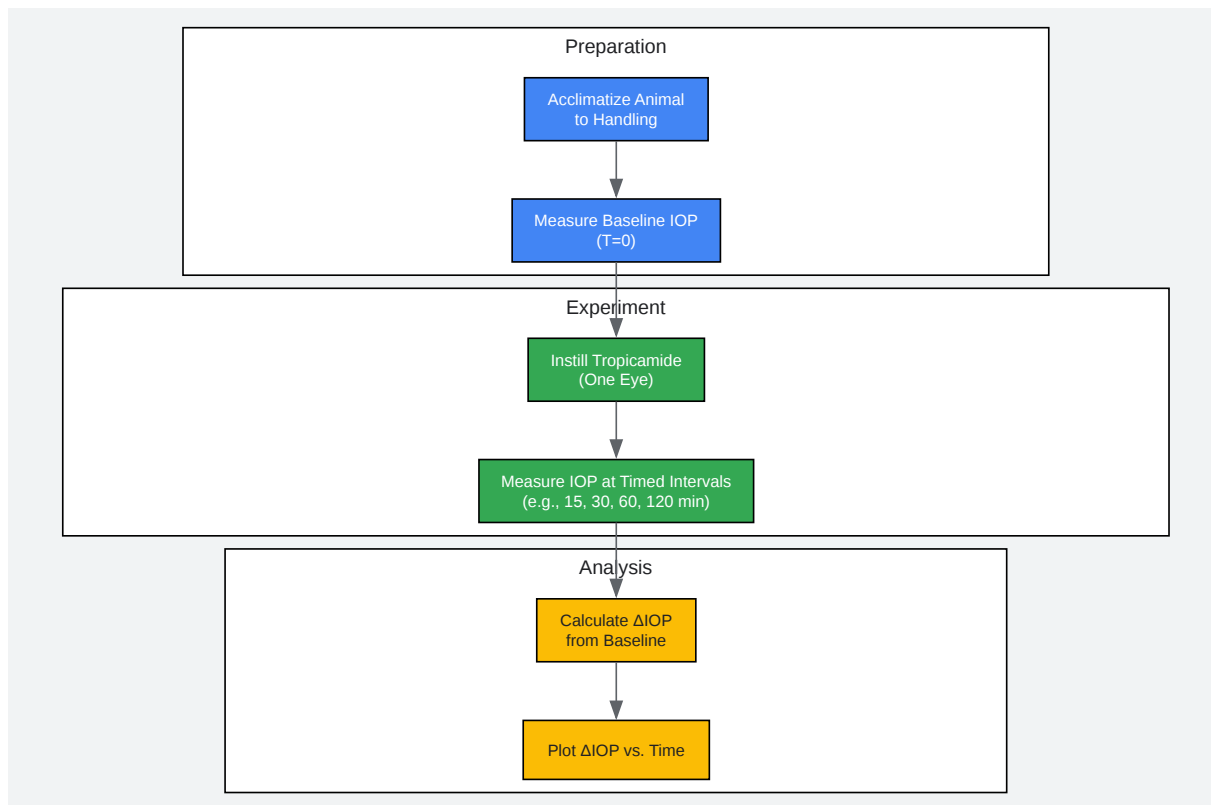 Preparation
Acclimatize Animal
to Handling
Measure Baseline IOP
(T=0)
Experiment
Instill Tropicamide
(One Eye)
Measure IOP at Timed Intervals
(e.g., 15, 30, 60, 120 min)
Analysis
Calculate ΔIOP
from Baseline
Plot ΔIOP vs. Time